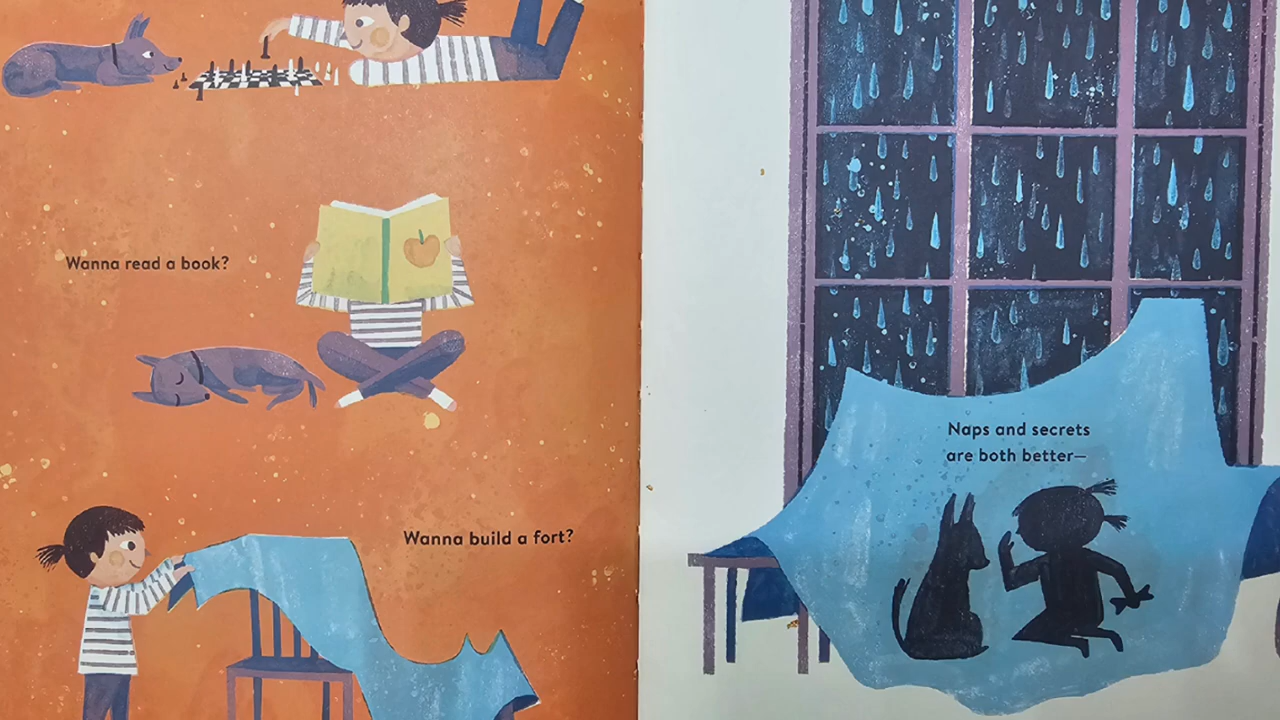 Wanna read a book?
Wanna build a fort?
Naps and secrets
are both better—